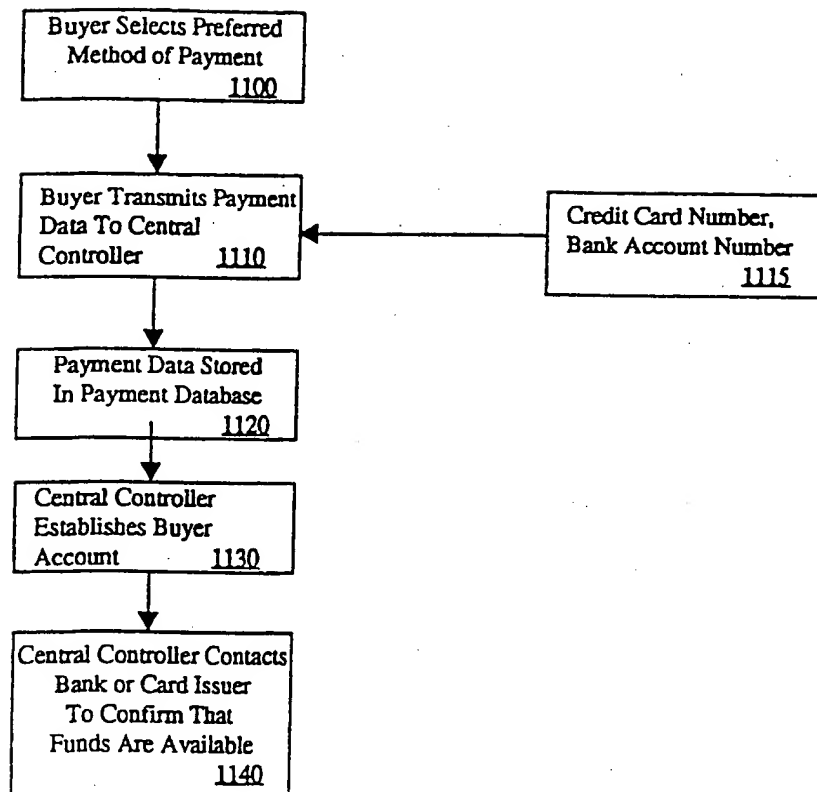 Buyer Selects Preferred
Method of Payment
1100
Buyer Transmits Payment
Data To Central
Controller 1110
Credit Card Number,
Bank Account Number
1115
Payment Data Stored
In Payment Database
1120
Central Controller
Establishes Buyer
Account 1130
Central Controller Contacts
Bank or Card Issuer
To Confirm That
Funds Are Available
1140